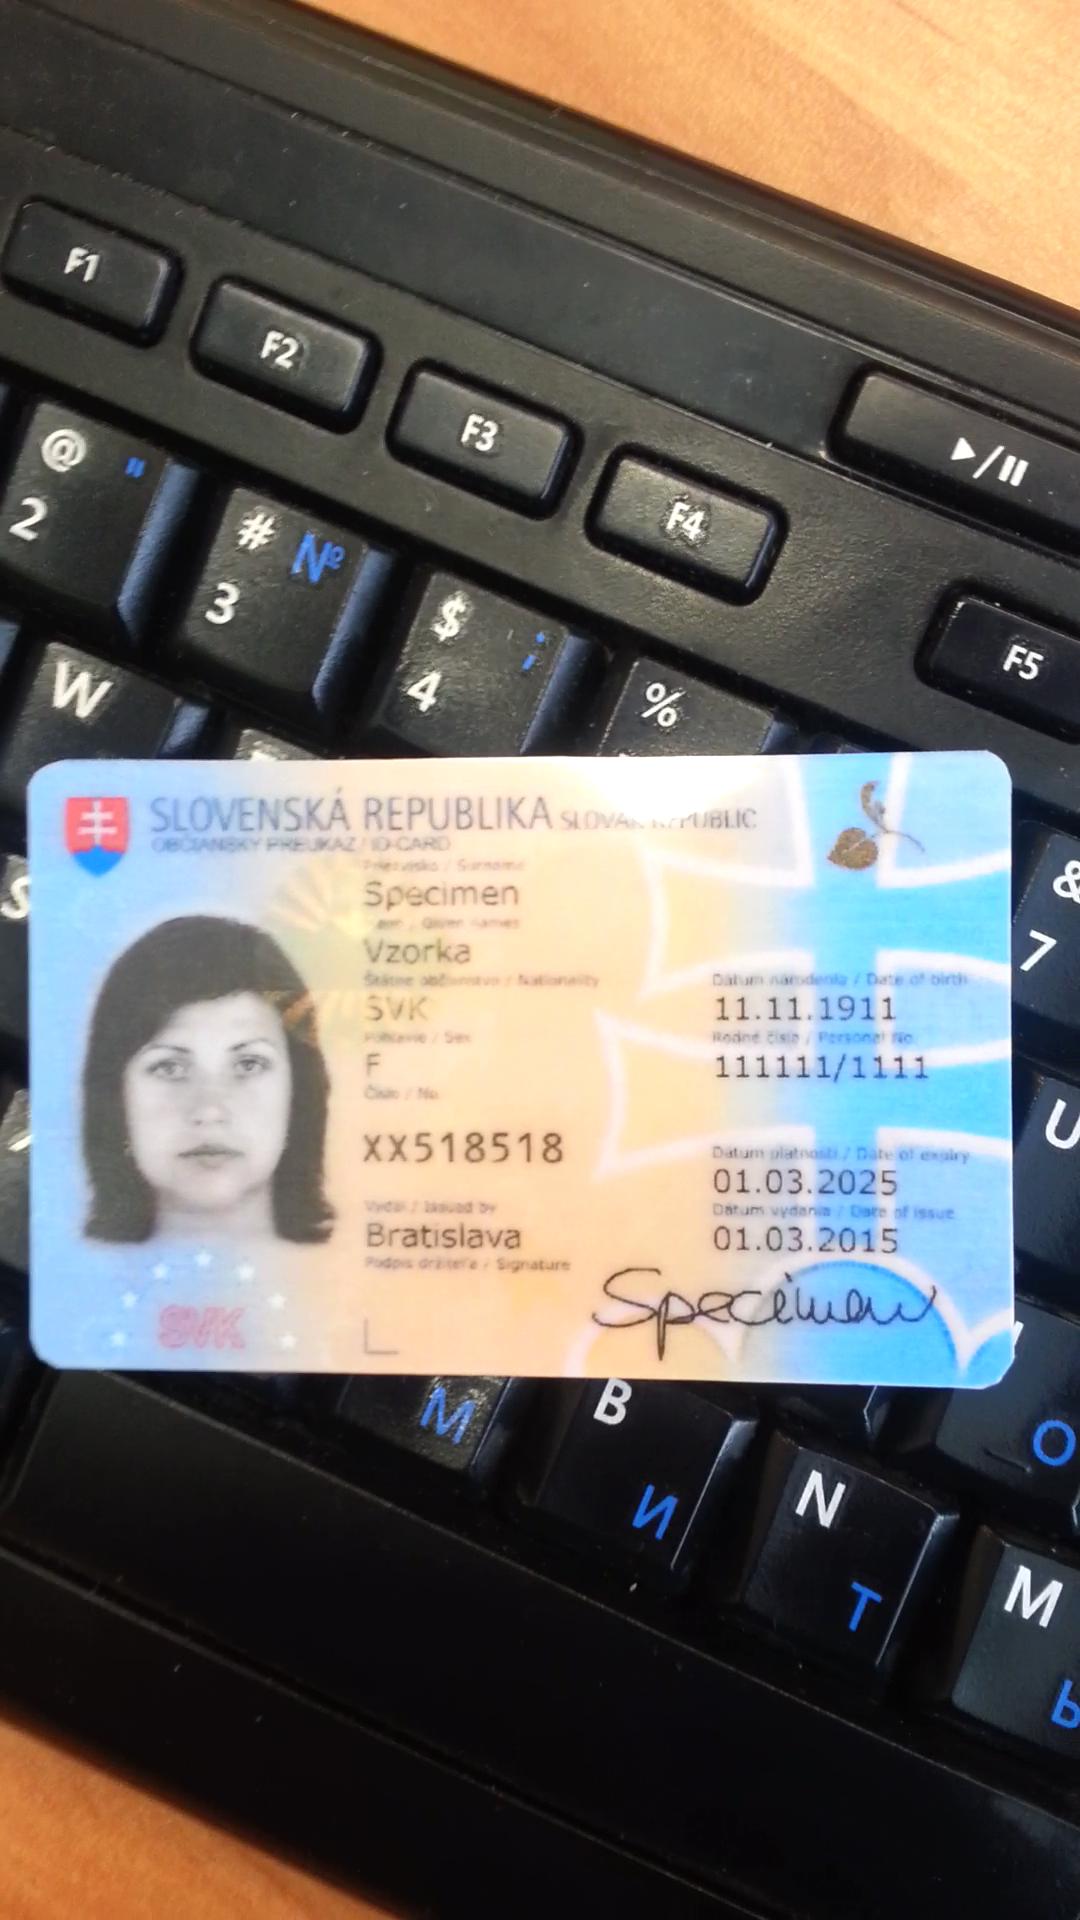 F1
F2
F3
F4
F5
▶/II
@ "
2
# №
3
$ ;
4
%
W
&
7
S
U
SLOVENSKÁ REPUBLIKA SLOVAK REPUBLIC
OBČIANSKY PREUKAZ / ID-CARD
Priezvisko / Surname
Specimen
Given names
Vzorka
Štátne občianstvo / Nationality
SVK
Pohlavie / Sex
F
Číslo / No.
XX518518
Vydal / Issued by
Bratislava
Podpis držiteľa / Signature
Dátum narodenia / Date of birth
11.11.1911
Rodné číslo / Personal No.
111111/1111
Dátum platnosti / Date of expiry
01.03.2025
Dátum vydania / Date of issue
01.03.2015
Specimen
SVK
М
B
И
N
Т
M
Ь
О